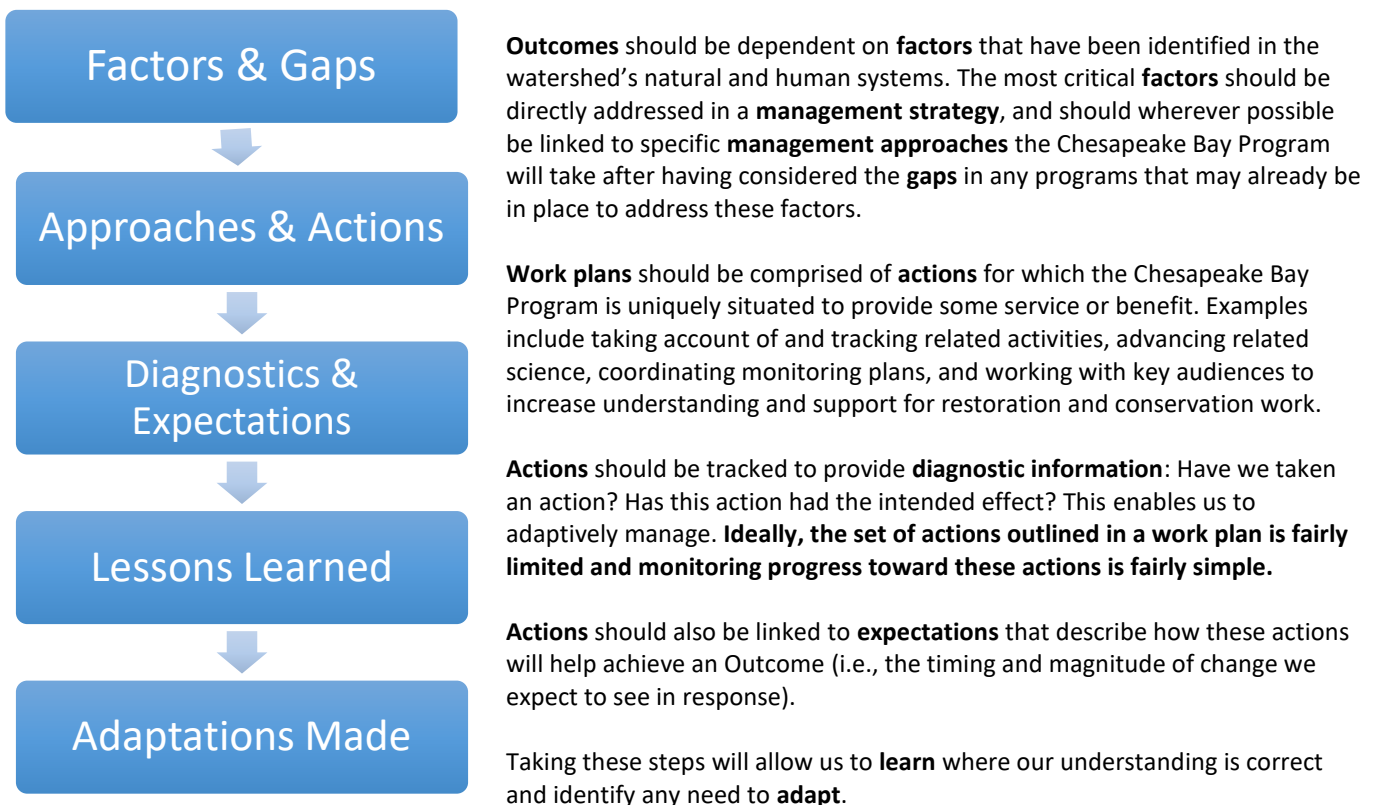 Factors & Gaps
Approaches & Actions
Diagnostics &
Expectations
Lessons Learned
Adaptations Made
Outcomes should be dependent on factors that have been identified in the
watershed’s natural and human systems. The most critical factors should be
directly addressed in a management strategy, and should wherever possible
be linked to specific management approaches the Chesapeake Bay Program
will take after having considered the gaps in any programs that may already be
in place to address these factors.
Work plans should be comprised of actions for which the Chesapeake Bay
Program is uniquely situated to provide some service or benefit. Examples
include taking account of and tracking related activities, advancing related
science, coordinating monitoring plans, and working with key audiences to
increase understanding and support for restoration and conservation work.
Actions should be tracked to provide diagnostic information: Have we taken
an action? Has this action had the intended effect? This enables us to
adaptively manage. Ideally, the set of actions outlined in a work plan is fairly
limited and monitoring progress toward these actions is fairly simple.
Actions should also be linked to expectations that describe how these actions
will help achieve an Outcome (i.e., the timing and magnitude of change we
expect to see in response).
Taking these steps will allow us to learn where our understanding is correct
and identify any need to adapt.